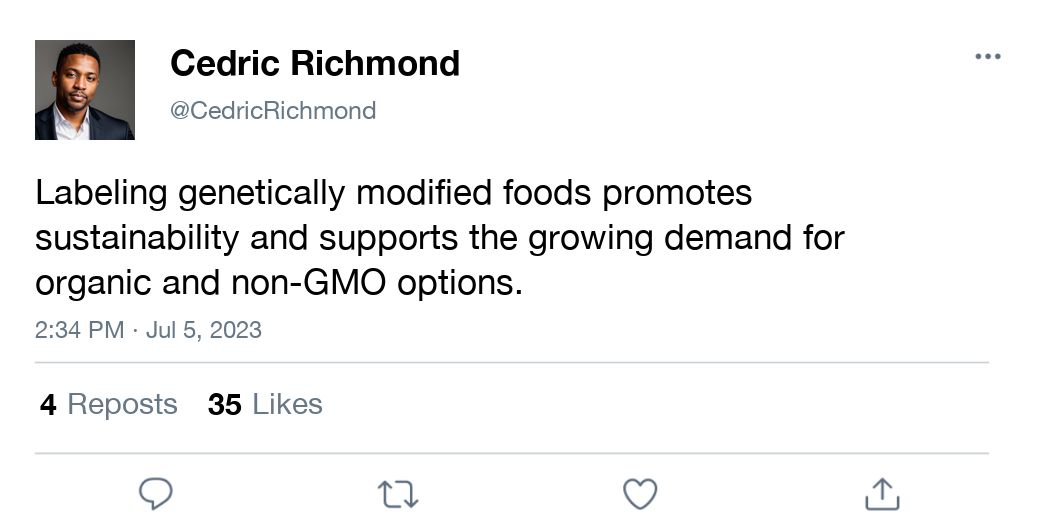 Cedric Richmond
@CedricRichmond
Labeling genetically modified foods promotes
sustainability and supports the growing demand for
organic and non-GMO options.
2:34 PM · Jul 5, 2023
4 Reposts 35 Likes